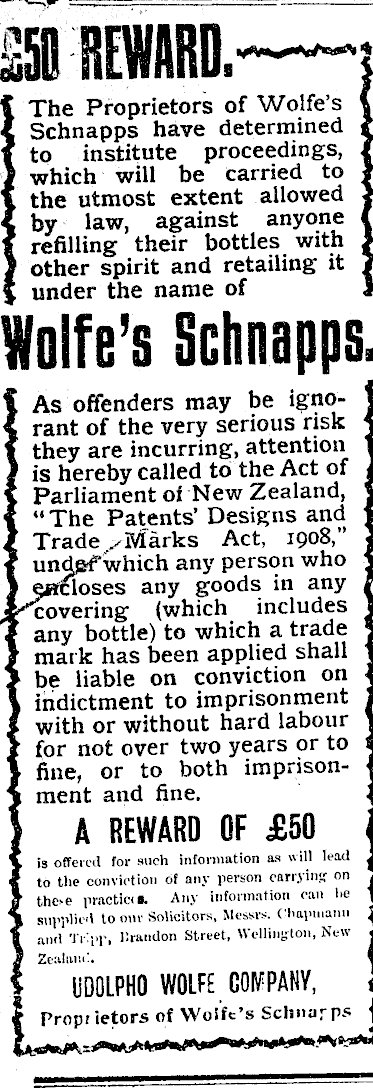 £50 REWARD.
The Proprietors of Wolfe's
Schnapps have determined
to institute proceedings,
which will be carried to
the utmost extent allowed
by law, against anyone
refilling their bottles with
other spirit and retailing it
under the name of
Wolfe's Schnapps.
As offenders may be igno-
rant of the very serious risk
they are incurring, attention
is hereby called to the Act of
Parliament of New Zealand,
"The Patents' Designs and
Trade Marks Act, 1908,"
under which any person who
encloses any goods in any
covering (which includes
any bottle) to which a trade
mark has been applied shall
be liable on conviction on
indictment to imprisonment
with or without hard labour
for not over two years or to
fine, or to both imprison-
ment and fine.
A REWARD OF £50
is offered for such information as will lead
to the conviction of any person carrying on
these practices. Any information can be
supplied to our Solicitors, Messrs. Chapmann
and Tripp, Brandon Street, Wellington, New
Zealand.
UDOLPHO WOLFE COMPANY,
Proprietors of Wolfe's Schnapps